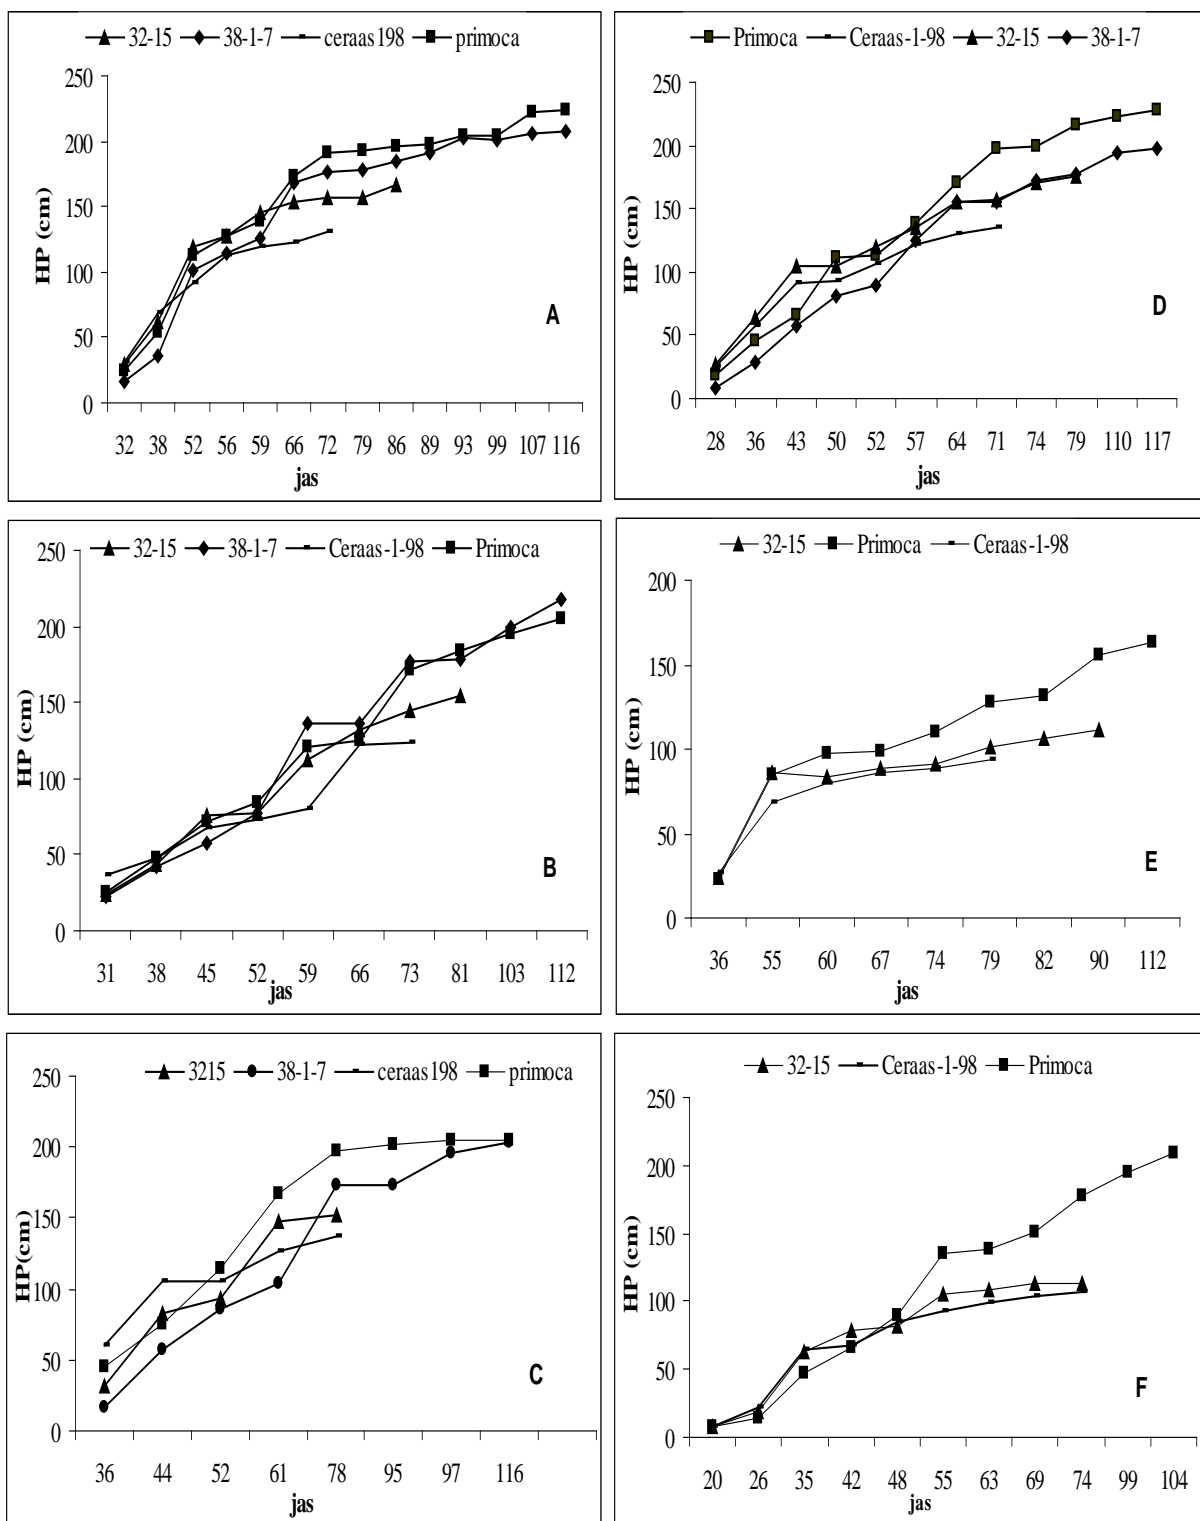 32-15 38-1-7 ceraas198 primoca
250
200
150
100
50
0
HP (cm)
A
32 38 52 56 59 66 72 79 86 89 93 99 107 116
jas
Primoca Ceraas-1-98 32-15 38-1-7
250
200
150
100
50
0
HP (cm)
D
28 36 43 50 52 57 64 71 74 79 110 117
jas
32-15 38-1-7 Ceraas-1-98 Primoca
250
200
150
100
50
0
HP (cm)
B
31 38 45 52 59 66 73 81 103 112
jas
32-15 Primoca Ceraas-1-98
200
150
100
50
0
HP (cm)
E
36 55 60 67 74 79 82 90 112
jas
3215 38-1-7 ceraas198 primoca
250
200
150
100
50
0
HP(cm)
C
36 44 52 61 78 95 97 116
jas
32-15 Ceraas-1-98 Primoca
250
200
150
100
50
0
HP (cm)
F
20 26 35 42 48 55 63 69 74 99 104
jas